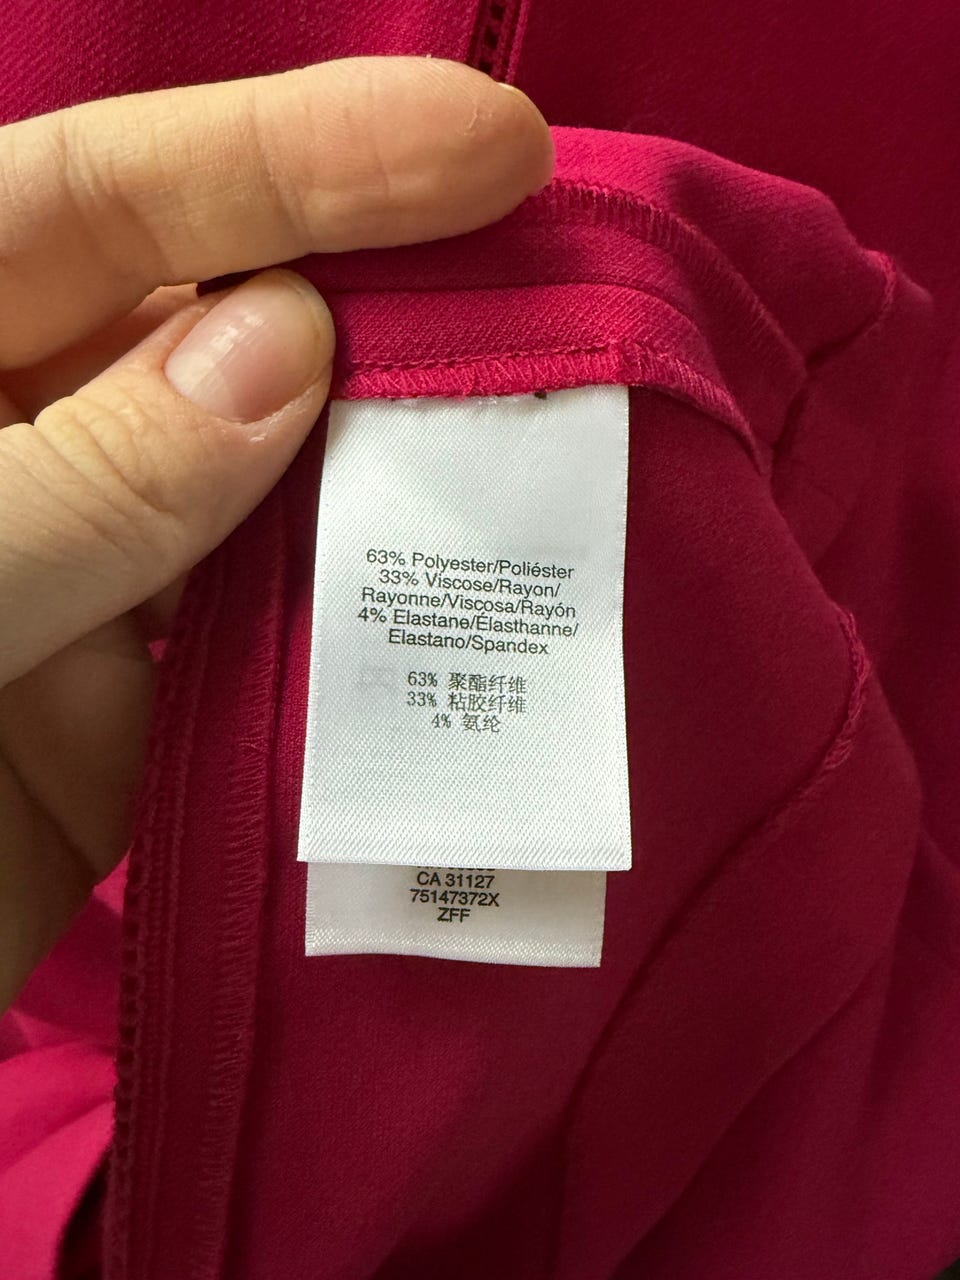 63% Polyester/Poliéster
33% Viscose/Rayon/
Rayonne/Viscosa/Rayón
4% Elastane/Élasthanne/
Elastano/Spandex
63% 聚酯纤维
33% 粘胶纤维
4% 氨纶
CA 31127
75147372X
ZFF